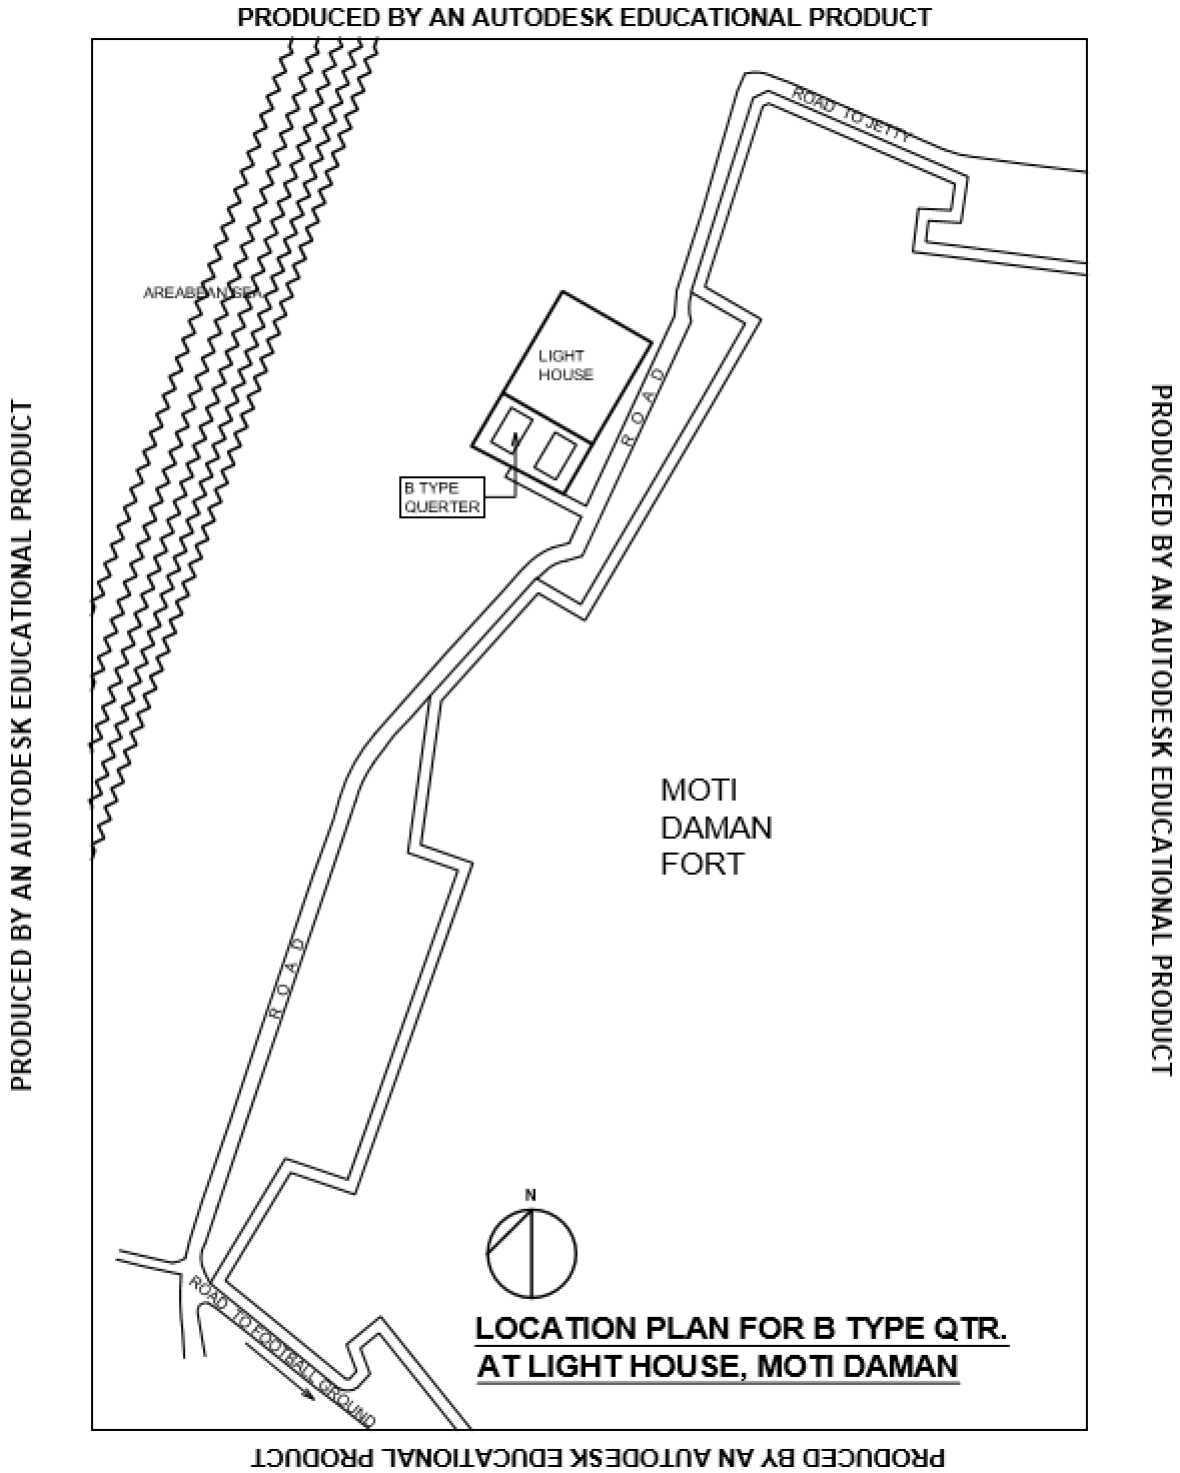 PRODUCED BY AN AUTODESK EDUCATIONAL PRODUCT
ROAD TO JETTY
AREABEAN SEA
LIGHT
HOUSE
ROAD
B TYPE
QUERTER
PRODUCED BY AN AUTODESK EDUCATIONAL PRODUCT
PRODUCED BY AN AUTODESK EDUCATIONAL PRODUCT
MOTI
DAMAN
FORT
ROAD
N
ROAD TO FOOTBALL GROUND
LOCATION PLAN FOR B TYPE QTR.
AT LIGHT HOUSE, MOTI DAMAN
PRODUCED BY AN AUTODESK EDUCATIONAL PRODUCT